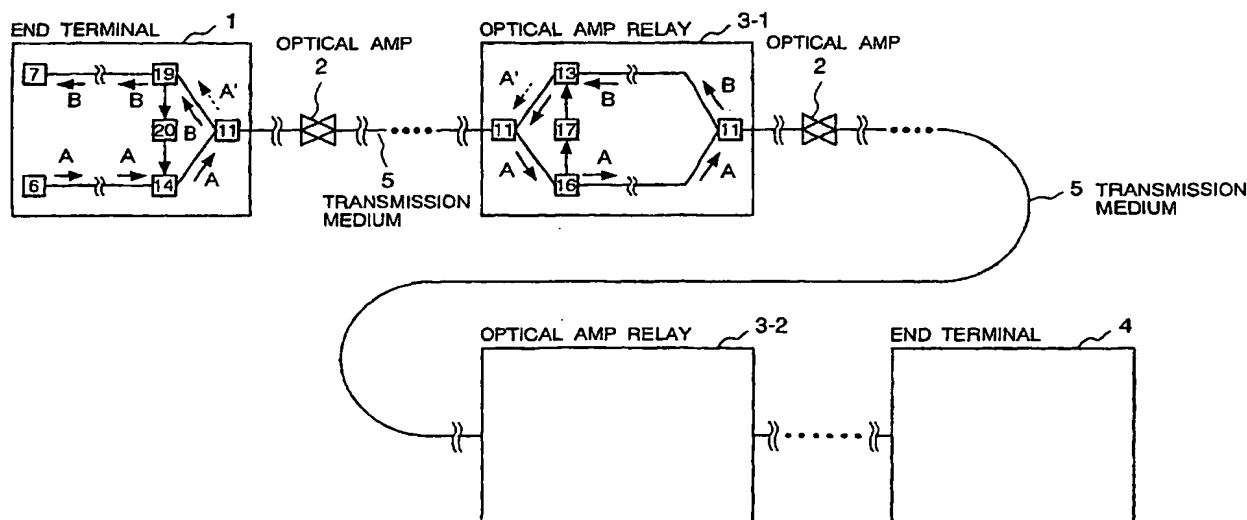 END TERMINAL 1
OPTICAL AMP
2
OPTICAL AMP RELAY 3-1
OPTICAL AMP
2
7 19 A'
B B
20 B 11
A A A
6 14
5
TRANSMISSION
MEDIUM
A' 13 B
B
11 17 11
A A A
16
5 TRANSMISSION
MEDIUM
OPTICAL AMP RELAY 3-2
END TERMINAL 4